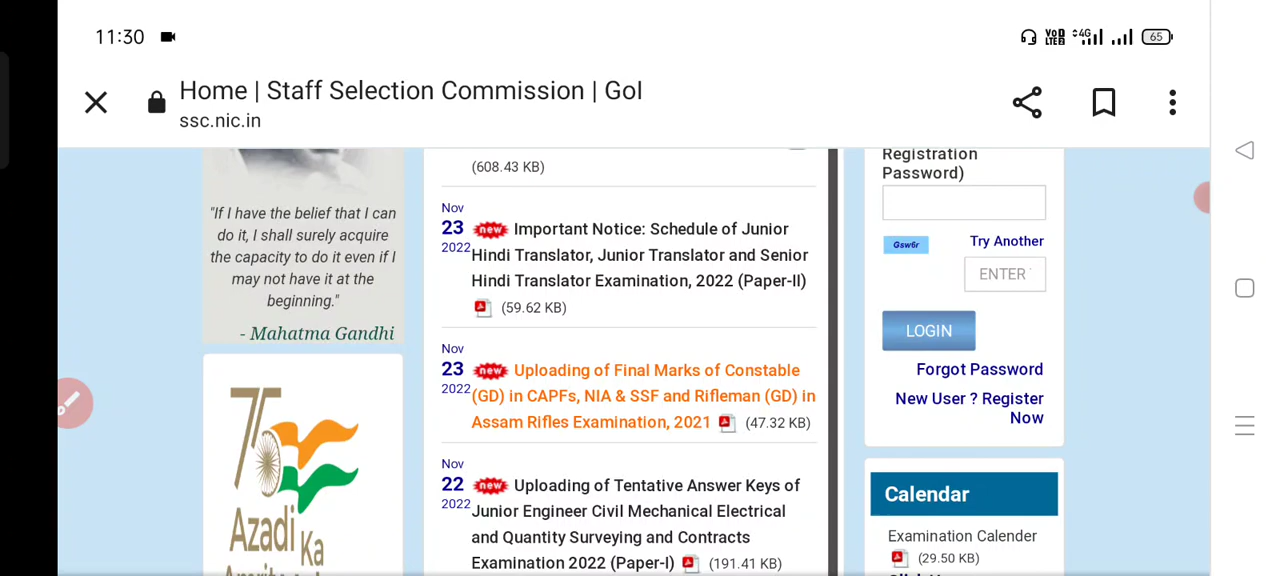 11:30
VoD
LTE2
4G
65
Home | Staff Selection Commission | GoI
ssc.nic.in
"If I have the belief that I can
do it, I shall surely acquire
the capacity to do it even if I
may not have it at the
beginning."
- Mahatma Gandhi
75
Azadi
Ka
(608.43 KB)
Nov
23
2022
new Important Notice: Schedule of Junior
Hindi Translator, Junior Translator and Senior
Hindi Translator Examination, 2022 (Paper-II)
(59.62 KB)
Nov
23
2022
new Uploading of Final Marks of Constable
(GD) in CAPFs, NIA & SSF and Rifleman (GD) in
Assam Rifles Examination, 2021 (47.32 KB)
Nov
22
2022
new Uploading of Tentative Answer Keys of
Junior Engineer Civil Mechanical Electrical
and Quantity Surveying and Contracts
Examination 2022 (Paper-I) (191.41 KB)
Registration
Password)
Gsw6r
Try Another
ENTER
LOGIN
Forgot Password
New User ? Register
Now
Calendar
Examination Calender
(29.50 KB)